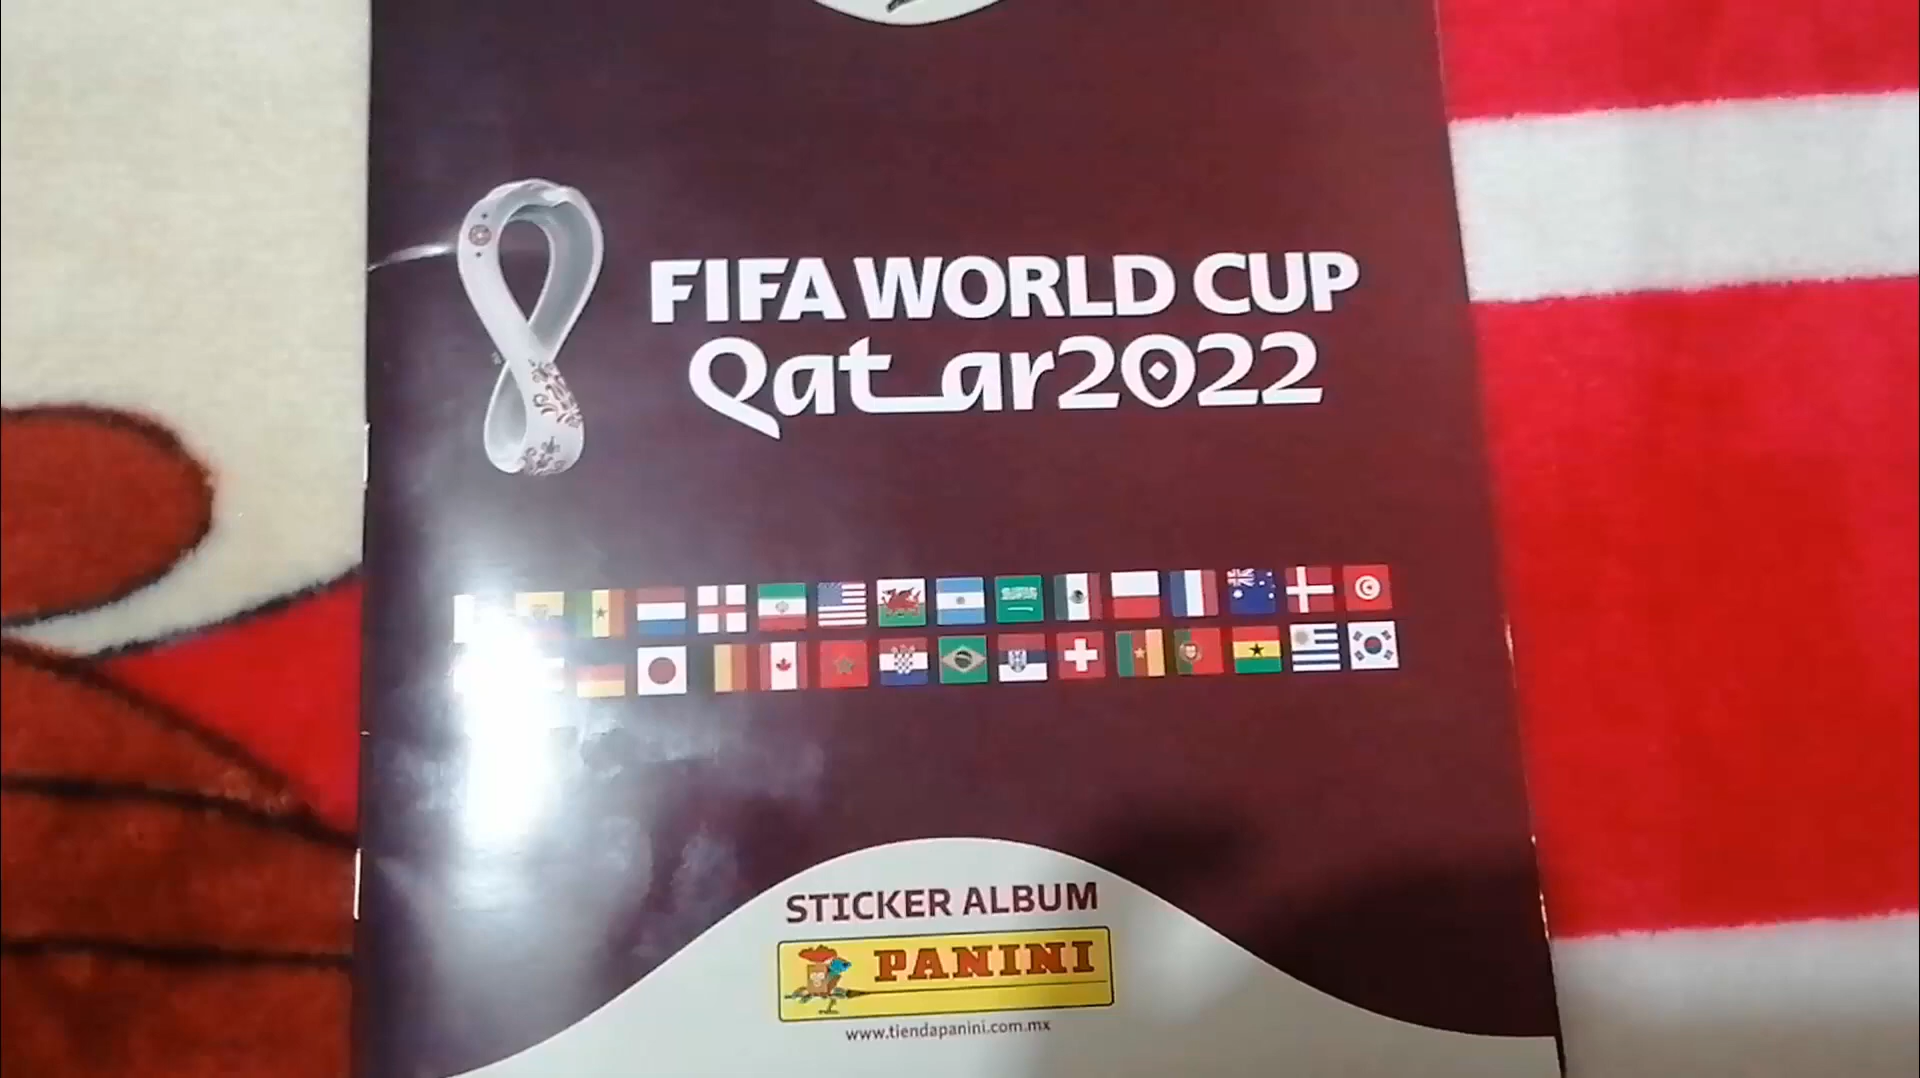 FIFA WORLD CUP
Qatar2022
STICKER ALBUM
PANINI
www.tiendapanini.com.mx